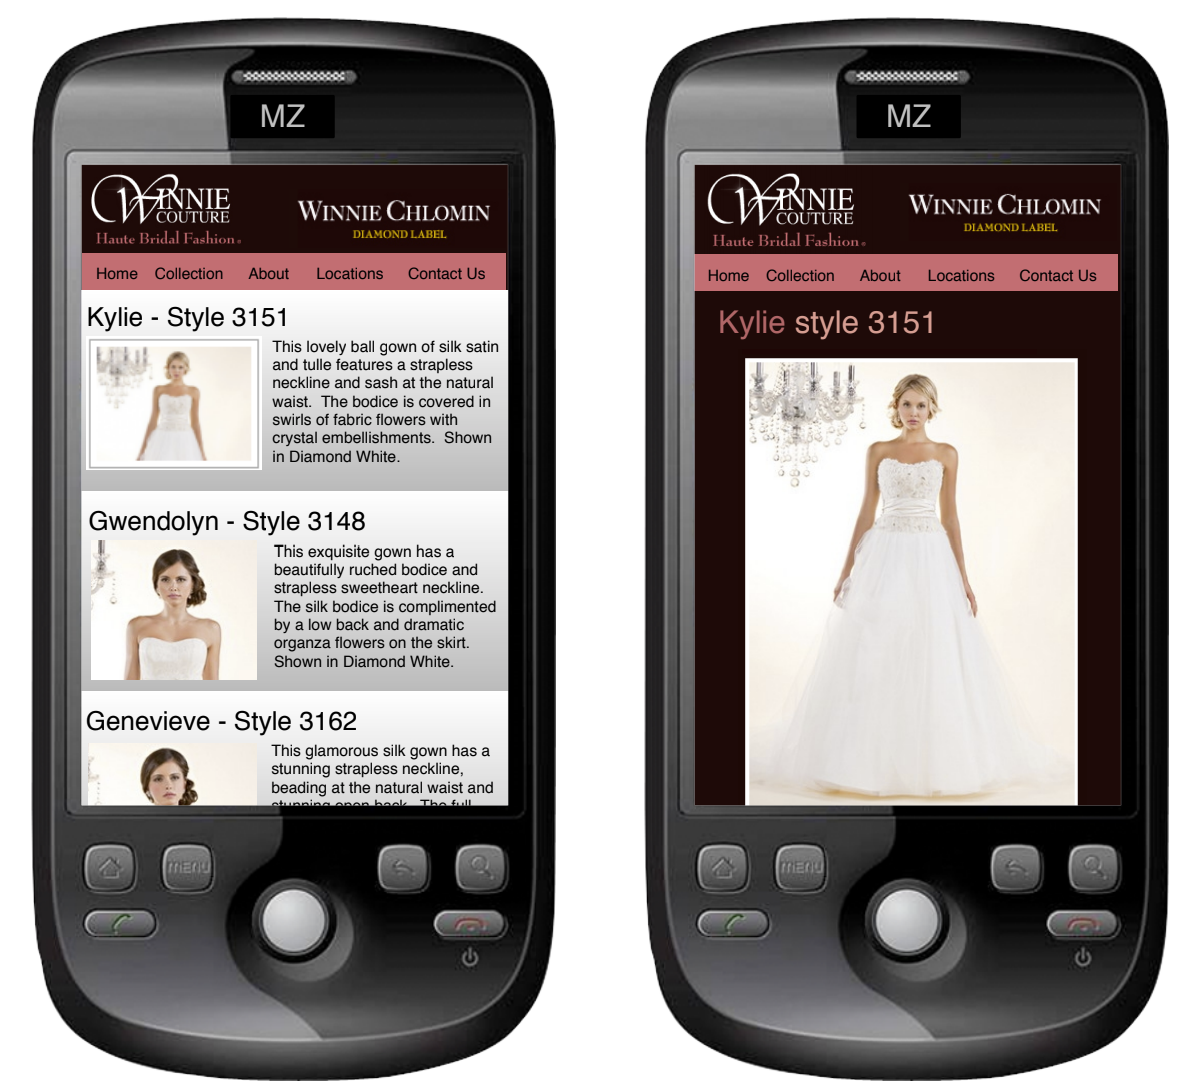 MZ
WINNIE
COUTURE
Haute Bridal Fashion
WINNIE CHLOMIN
DIAMOND LABEL
Home Collection About Locations Contact Us
Kylie - Style 3151
This lovely ball gown of silk satin
and tulle features a strapless
neckline and sash at the natural
waist. The bodice is covered in
swirls of fabric flowers with
crystal embellishments. Shown
in Diamond White.
Gwendolyn - Style 3148
This exquisite gown has a
beautifully ruched bodice and
strapless sweetheart neckline.
The silk bodice is complimented
by a low back and dramatic
organza flowers on the skirt.
Shown in Diamond White.
Genevieve - Style 3162
This glamorous silk gown has a
stunning strapless neckline,
beading at the natural waist and
stunning open back. The full
MENU
MZ
WINNIE
COUTURE
Haute Bridal Fashion
WINNIE CHLOMIN
DIAMOND LABEL
Home Collection About Locations Contact Us
Kylie style 3151
MENU